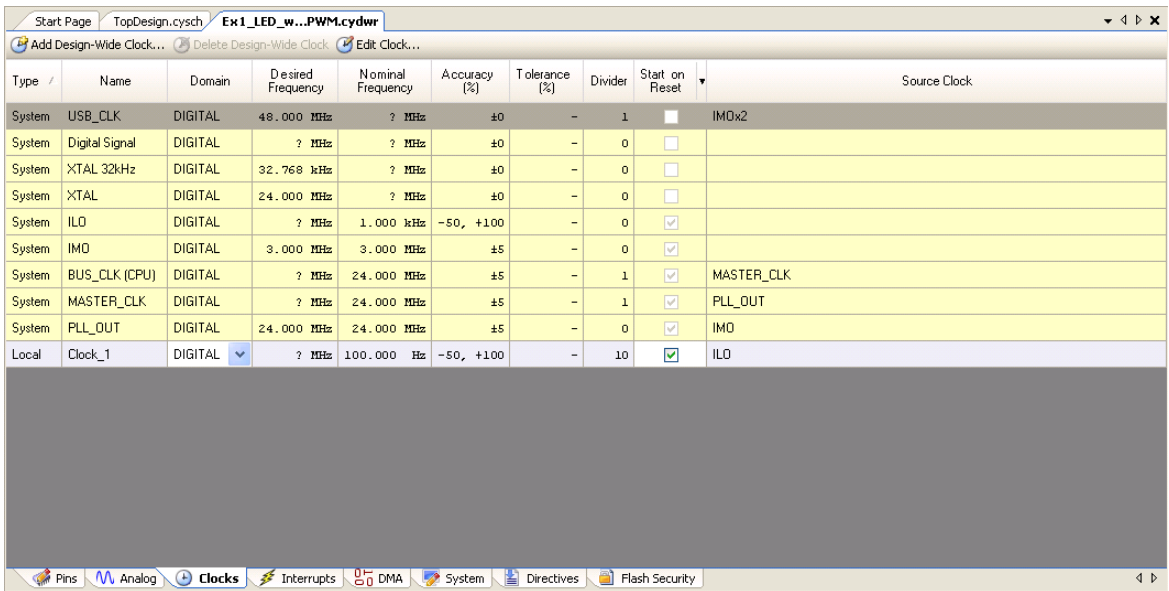 Start Page TopDesign.cysch Ex1_LED_w...PWM.cydwr
Add Design-Wide Clock... Delete Design-Wide Clock Edit Clock...
Type Name Domain Desired Frequency Nominal Frequency Accuracy (%) Tolerance (%) Divider Start on Reset Source Clock
System USB_CLK DIGITAL 48.000 MHz ? MHz ±0 - 1 IMOx2
System Digital Signal DIGITAL ? MHz ? MHz ±0 - 0
System XTAL 32kHz DIGITAL 32.768 kHz ? MHz ±0 - 0
System XTAL DIGITAL 24.000 MHz ? MHz ±0 - 0
System ILO DIGITAL ? MHz 1.000 kHz -50, +100 - 0
System IMO DIGITAL 3.000 MHz 3.000 MHz ±5 - 0
System BUS_CLK (CPU) DIGITAL ? MHz 24.000 MHz ±5 - 1 MASTER_CLK
System MASTER_CLK DIGITAL ? MHz 24.000 MHz ±5 - 1 PLL_OUT
System PLL_OUT DIGITAL 24.000 MHz 24.000 MHz ±5 - 0 IMO
Local Clock_1 DIGITAL ? MHz 100.000 Hz -50, +100 - 10 ILO
Pins Analog Clocks Interrupts DMA System Directives Flash Security